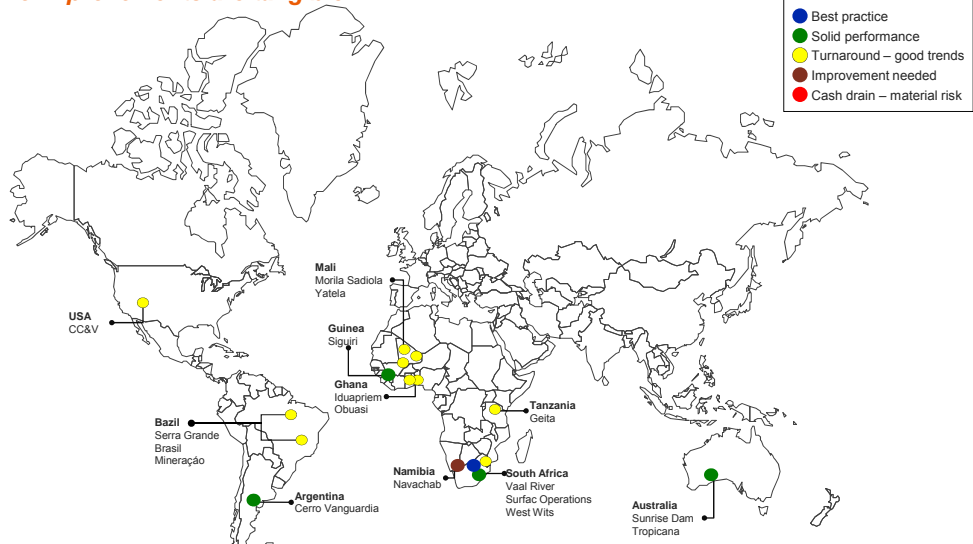 Best practice
Solid performance
Turnaround – good trends
Improvement needed
Cash drain – material risk
Mali
Morila Sadiola
Yatela
USA
CC&V
Guinea
Siguiri
Ghana
Iduapriem
Obuasi
Tanzania
Geita
Bazil
Serra Grande
Brasil
Mineração
Namibia
Navachab
South Africa
Vaal River
Surfac Operations
West Wits
Argentina
Cerro Vanguardia
Australia
Sunrise Dam
Tropicana